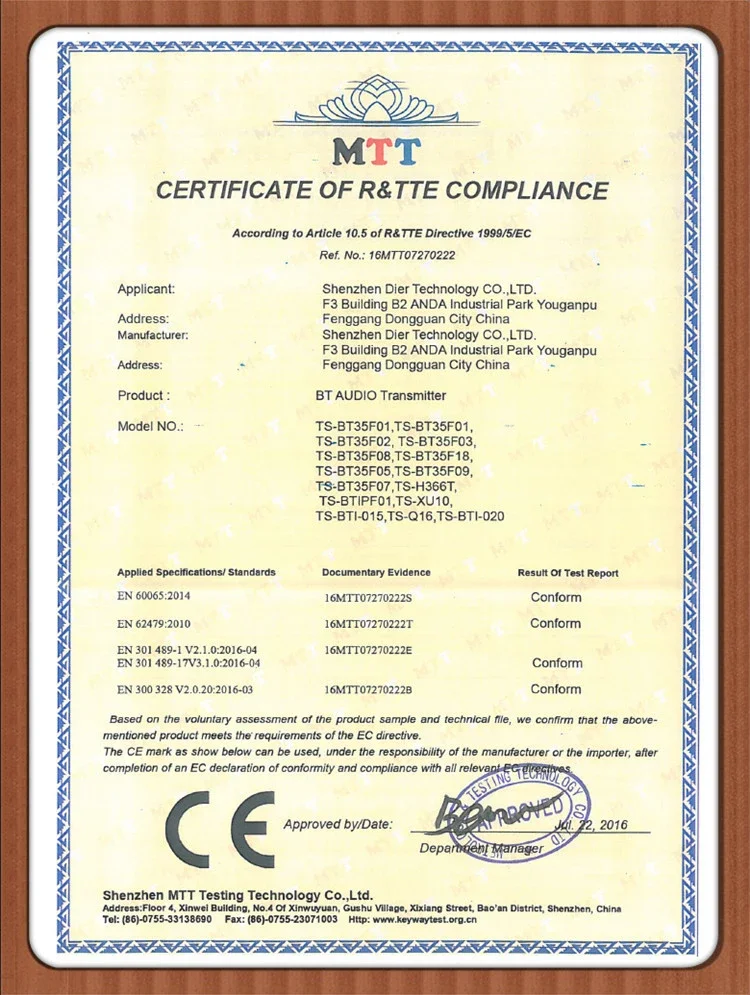 MTT
CERTIFICATE OF R&TTE COMPLIANCE
According to Article 10.5 of R&TTE Directive 1999/5/EC
Ref. No.: 16MTT07270222
Applicant: Shenzhen Dier Technology CO.,LTD.
F3 Building B2 ANDA Industrial Park Youganpu
Address: Fenggang Dongguan City China
Manufacturer: Shenzhen Dier Technology CO.,LTD.
F3 Building B2 ANDA Industrial Park Youganpu
Address: Fenggang Dongguan City China
Product : BT AUDIO Transmitter
Model NO.: TS-BT35F01,TS-BT35F01,
TS-BT35F02, TS-BT35F03,
TS-BT35F08,TS-BT35F18,
TS-BT35F05,TS-BT35F09,
TS-BT35F07,TS-H366T,
TS-BTIPF01,TS-XU10,
TS-BTI-015,TS-Q16,TS-BTI-020
Applied Specifications/ Standards Documentary Evidence Result Of Test Report
EN 60065:2014 16MTT07270222S Conform
EN 62479:2010 16MTT07270222T Conform
EN 301 489-1 V2.1.0:2016-04 16MTT07270222E
EN 301 489-17V3.1.0:2016-04 Conform
EN 300 328 V2.0.20:2016-03 16MTT07270222B Conform
Based on the voluntary assessment of the product sample and technical file, we confirm that the above-
mentioned product meets the requirements of the EC directive.
The CE mark as show below can be used, under the responsibility of the manufacturer or the importer, after
completion of an EC declaration of conformity and compliance with all relevant EC directives.
CE
Approved by/Date: Jul. 22, 2016
TESTING TECHNOLOGY CO.,LTD
APPROVED
Department Manager
Shenzhen MTT Testing Technology Co.,Ltd.
Address:Floor 4, Xinwei Building, No.4 Of Xinwuyuan, Gushu Village, Xixiang Street, Bao'an District, Shenzhen, China
Tel: (86)-0755-33138690 Fax: (86)-0755-23071003 Http: www.keywaytest.org.cn